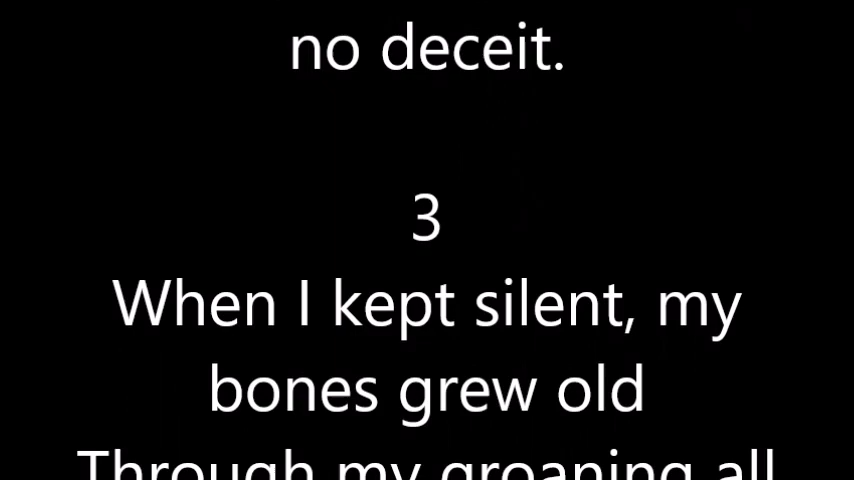 no deceit.
3
When I kept silent, my
bones grew old
Through my groaning all